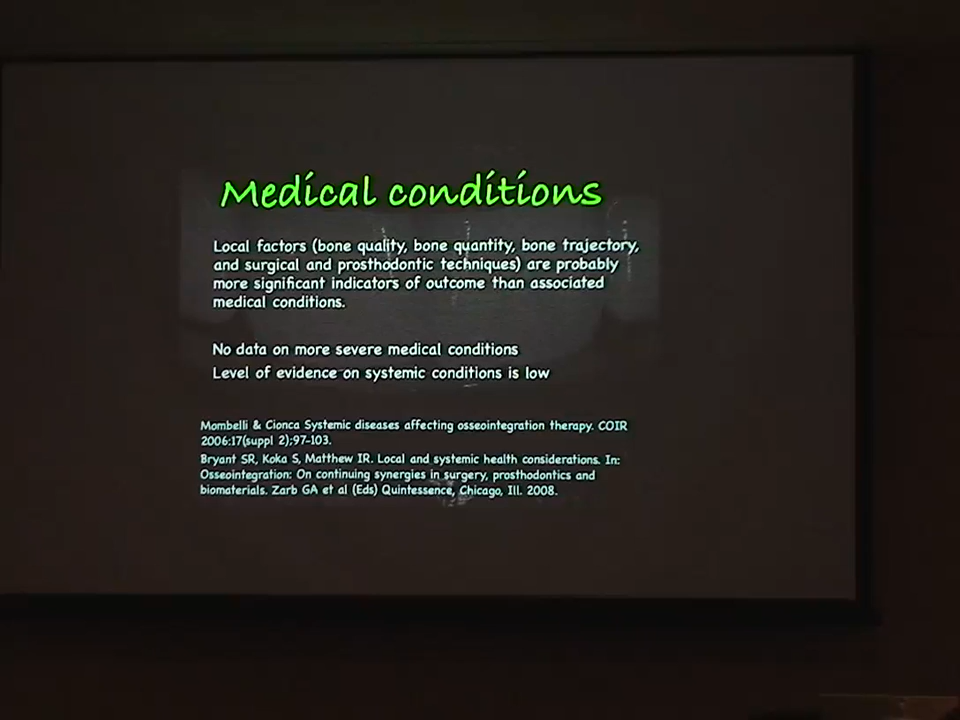 Medical conditions
Local factors (bone quality, bone quantity, bone trajectory,
and surgical and prosthodontic techniques) are probably
more significant indicators of outcome than associated
medical conditions.
No data on more severe medical conditions
Level of evidence on systemic conditions is low
Mombelli & Cionca Systemic diseases affecting osseointegration therapy. COIR
2006:17(suppl 2);97-103.
Bryant SR, Koka S, Matthew IR. Local and systemic health considerations. In:
Osseointegration: On continuing synergies in surgery, prosthodontics and
biomaterials. Zarb GA et al (Eds) Quintessence, Chicago, Ill. 2008.